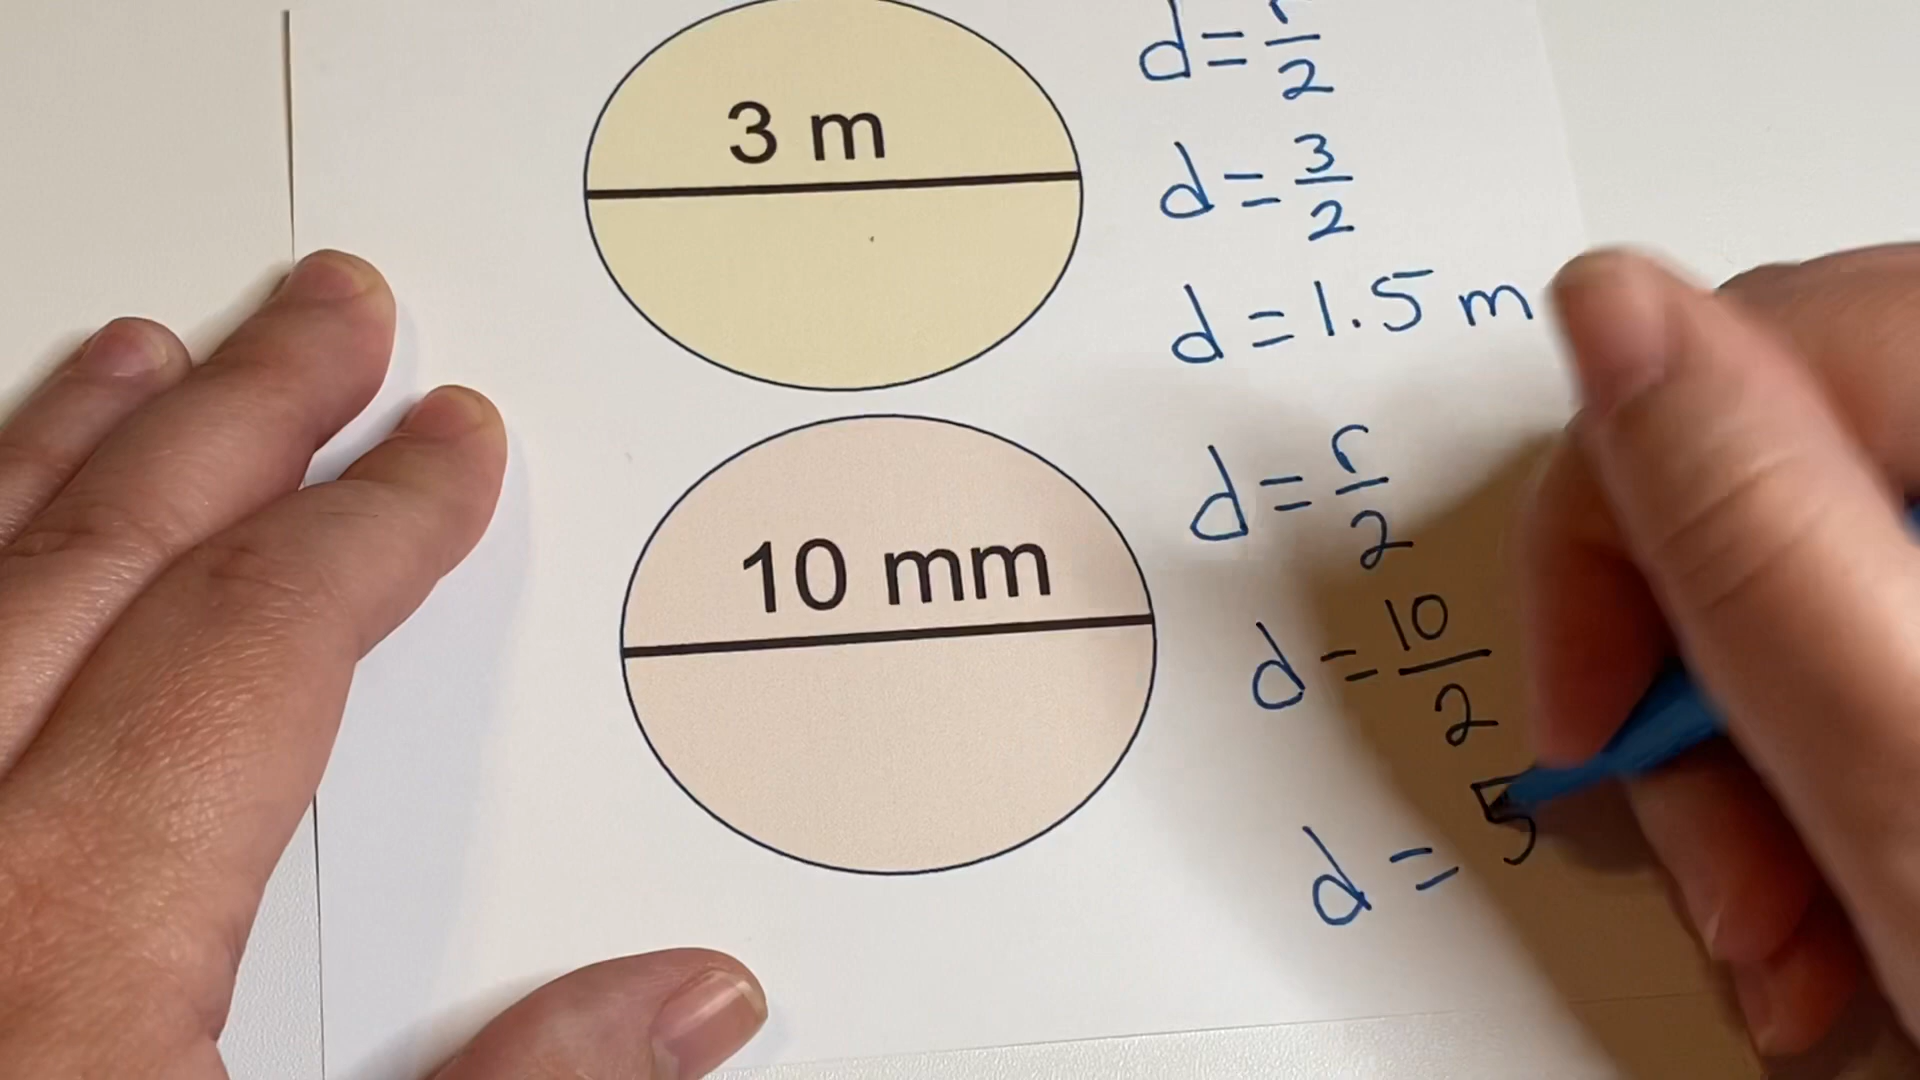 3 m
d = r/2
d = 3/2
d = 1.5 m
10 mm
d = r/2
d = 10/2
d = 5